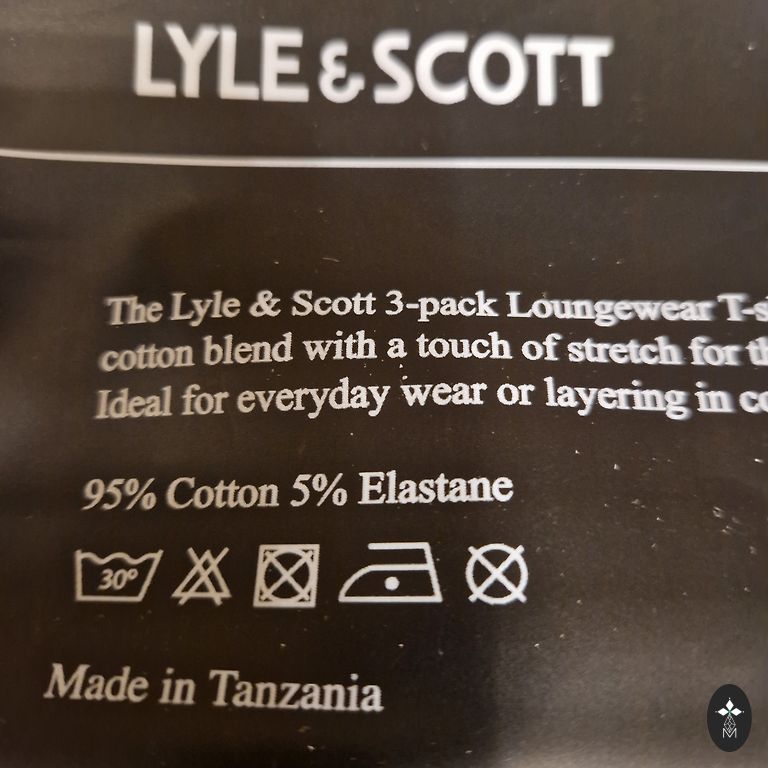 LYLE & SCOTT
The Lyle & Scott 3-pack Loungewear
cotton blend with a touch of stretch for
Ideal for everyday wear or layering in
95% Cotton 5% Elastane
30°
Made in Tanzania